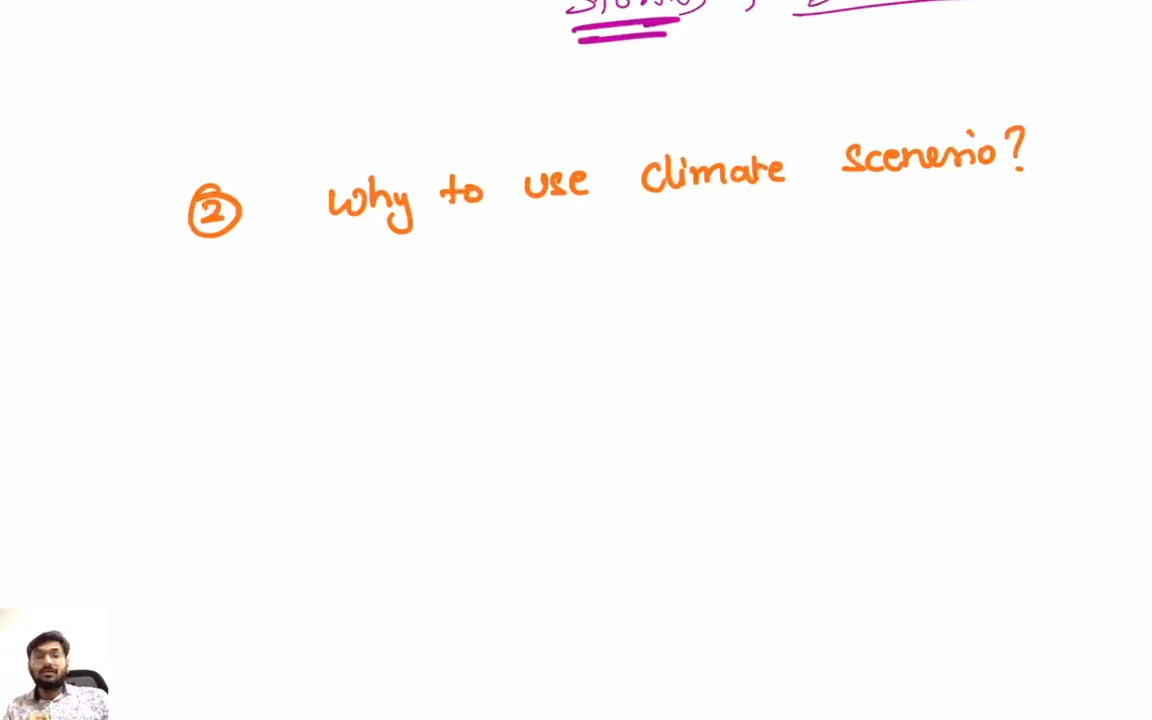 ② Why to use climate scenerio?